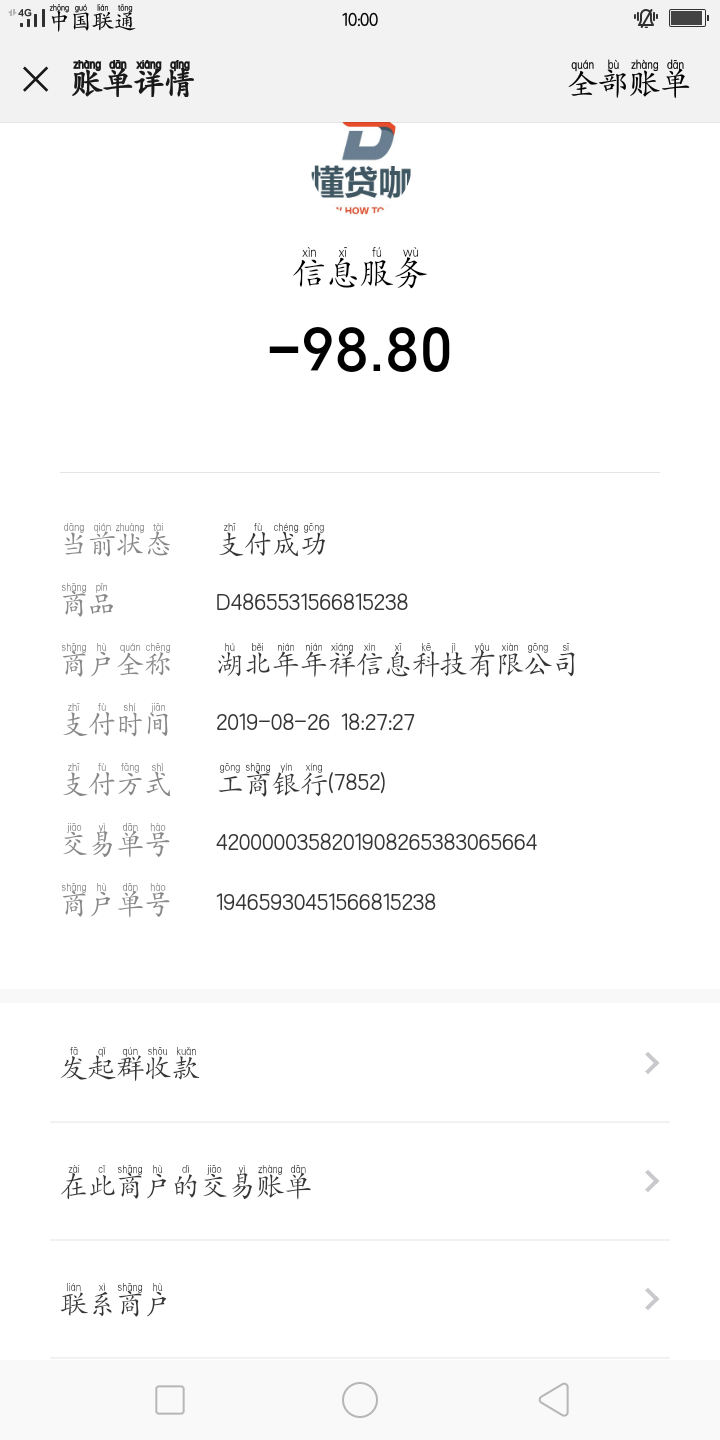 4G 中国联通 10:00
账单详情 全部账单
懂贷咖
HOW TO
信息服务
-98.80
当前状态 支付成功
商品 D4865531566815238
商户全称 湖北年年祥信息科技有限公司
支付时间 2019-08-26 18:27:27
支付方式 工商银行(7852)
交易单号 4200000358201908265383065664
商户单号 19465930451566815238
发起群收款
在此商户的交易账单
联系商户